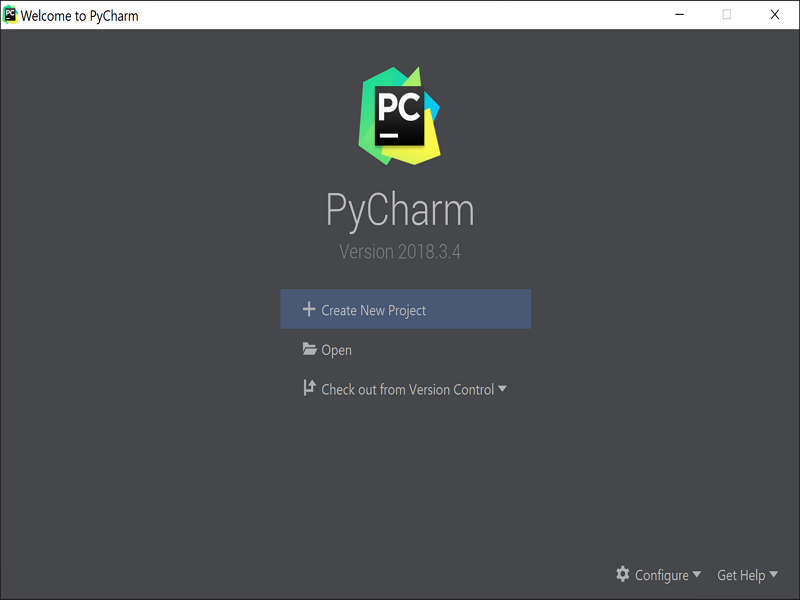 Welcome to PyCharm
PC
PyCharm
Version 2018.3.4
Create New Project
Open
Check out from Version Control
Configure
Get Help